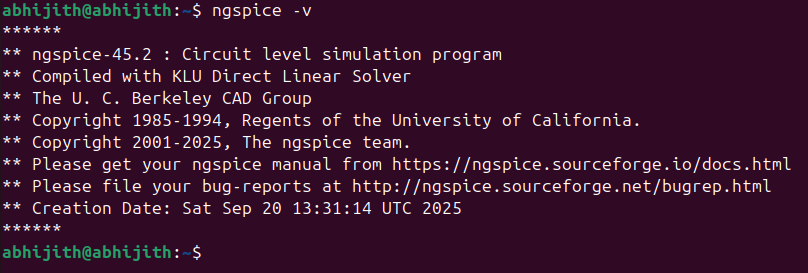 abhijith@abhijith:~$ ngspice -v
******
** ngspice-45.2 : Circuit level simulation program
** Compiled with KLU Direct Linear Solver
** The U. C. Berkeley CAD Group
** Copyright 1985-1994, Regents of the University of California.
** Copyright 2001-2025, The ngspice team.
** Please get your ngspice manual from https://ngspice.sourceforge.io/docs.html
** Please file your bug-reports at http://ngspice.sourceforge.net/bugrep.html
** Creation Date: Sat Sep 20 13:31:14 UTC 2025
******
abhijith@abhijith:~$